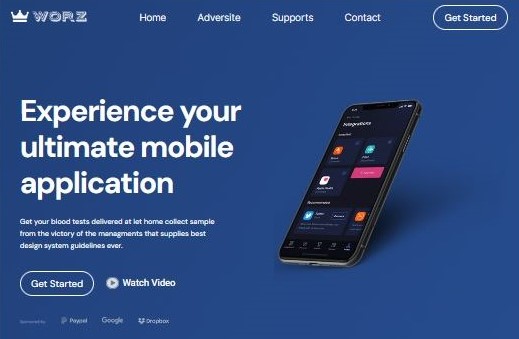 WORZ
Home Adversite Supports Contact Get Started
Experience your
ultimate mobile
application
Get your blood tests delivered at let home collect sample
from the victory of the managments that supplies best
design system guidelines ever.
Get Started Watch Video
Sponsored by Paypal Google Dropbox
Integrations